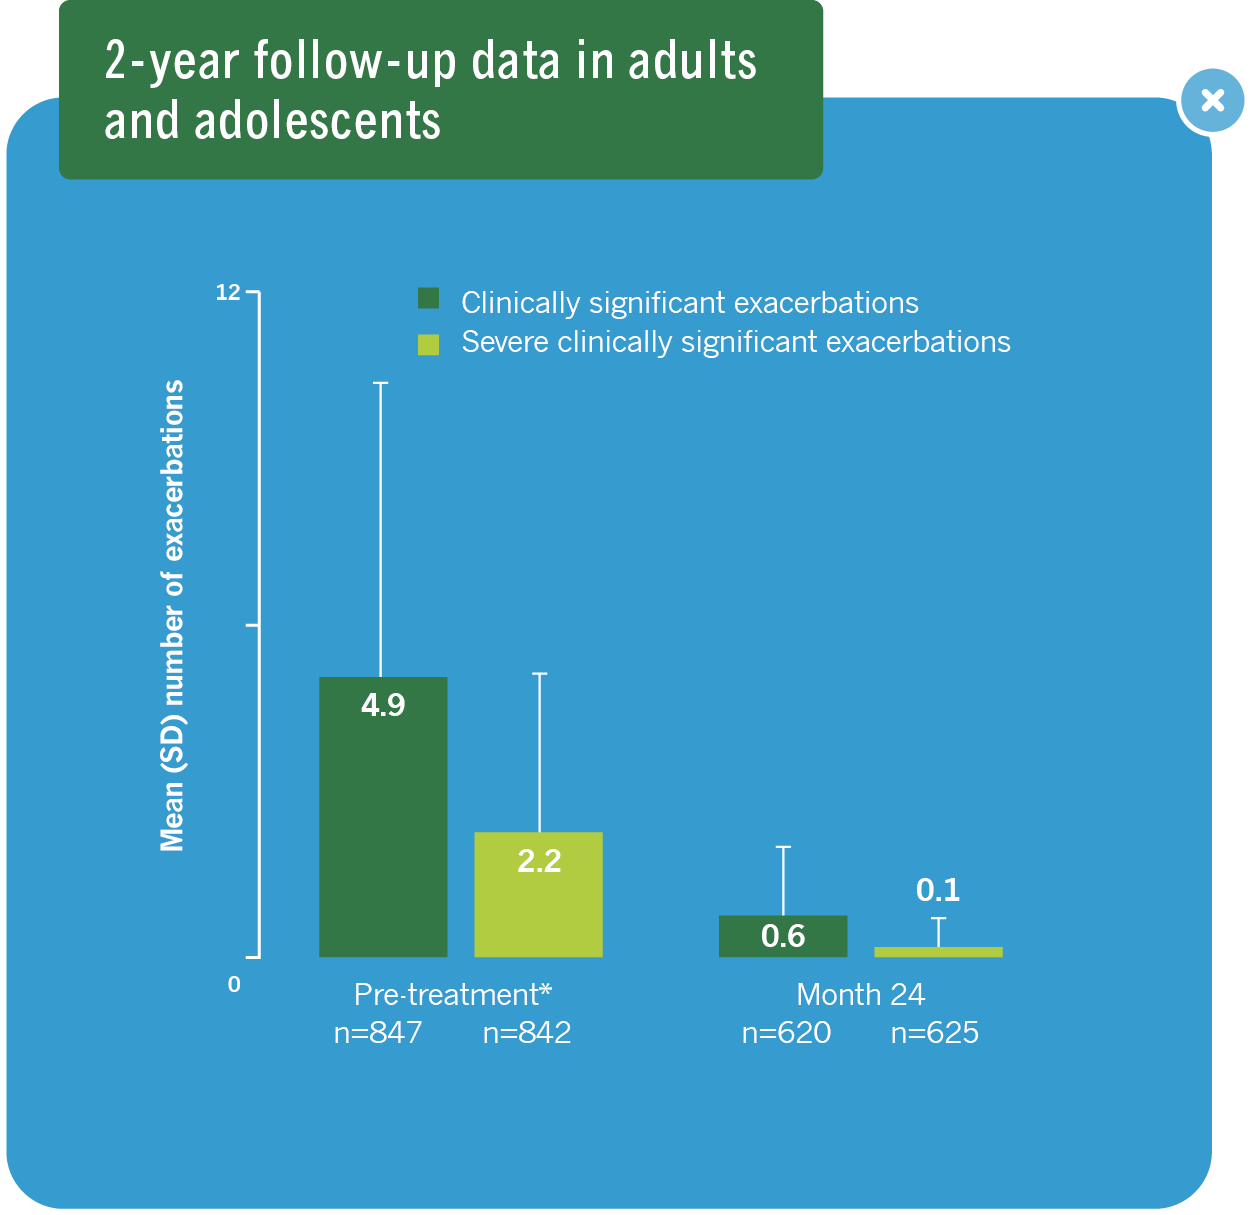 2-year follow-up data in adults
and adolescents
12
Clinically significant exacerbations
Severe clinically significant exacerbations
Mean (SD) number of exacerbations
4.9
2.2
0.1
0.6
0
Pre-treatment* Month 24
n=847 n=842 n=620 n=625